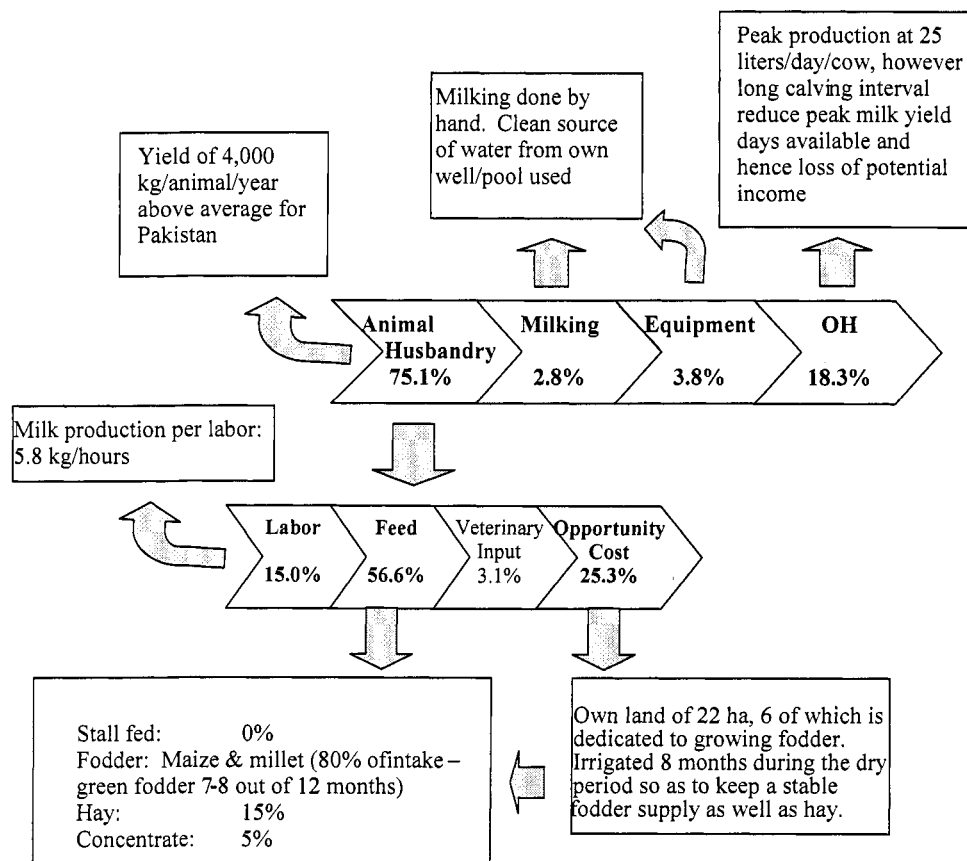 Peak production at 25
liters/day/cow, however
long calving interval
reduce peak milk yield
days available and
hence loss of potential
income
Milking done by
hand. Clean source
of water from own
well/pool used
Yield of 4,000
kg/animal/year
above average for
Pakistan
Animal
Husbandry
75.1%
Milking
2.8%
Equipment
3.8%
OH
18.3%
Milk production per labor:
5.8 kg/hours
Labor
15.0%
Feed
56.6%
Veterinary
Input
3.1%
Opportunity
Cost
25.3%
Stall fed: 0%
Fodder: Maize & millet (80% ofintake –
green fodder 7-8 out of 12 months)
Hay: 15%
Concentrate: 5%
Own land of 22 ha, 6 of which is
dedicated to growing fodder.
Irrigated 8 months during the dry
period so as to keep a stable
fodder supply as well as hay.